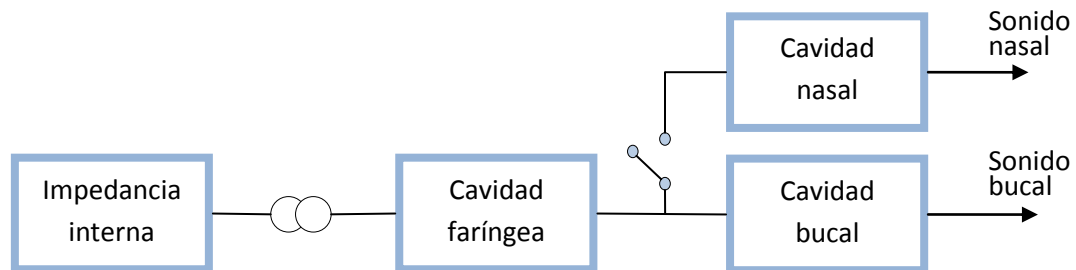 Sonido
nasal
Cavidad
nasal
Impedancia
interna
Cavidad
faríngea
Cavidad
bucal
Sonido
bucal